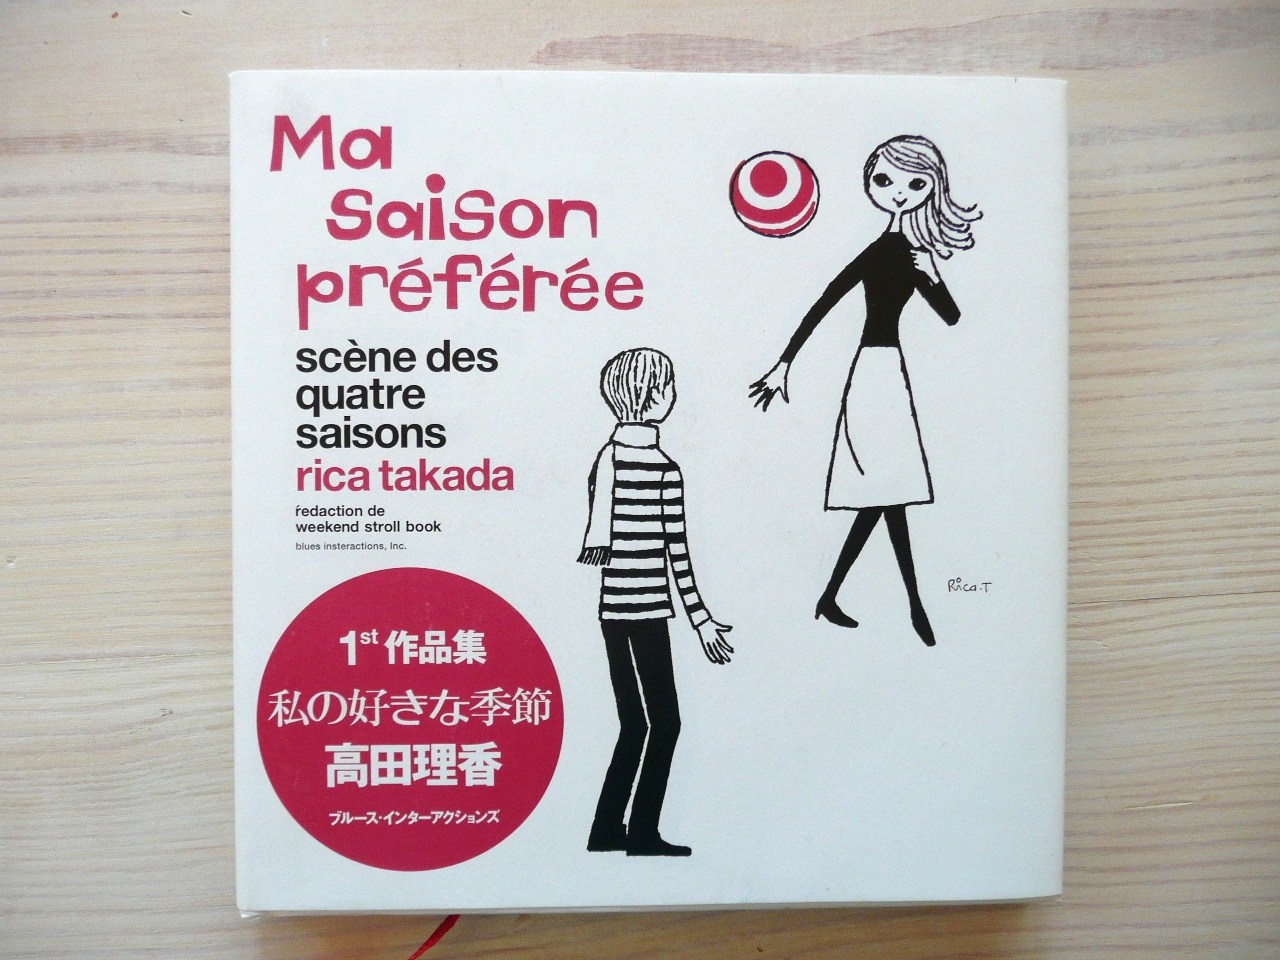 Ma
saison
préférée
scène des
quatre
saisons
rica takada
ŕedaction de
weekend stroll book
blues insteractions, Inc.
Rica.T
1st 作品集
私の好きな季節
高田理香
ブルース・インターアクションズ